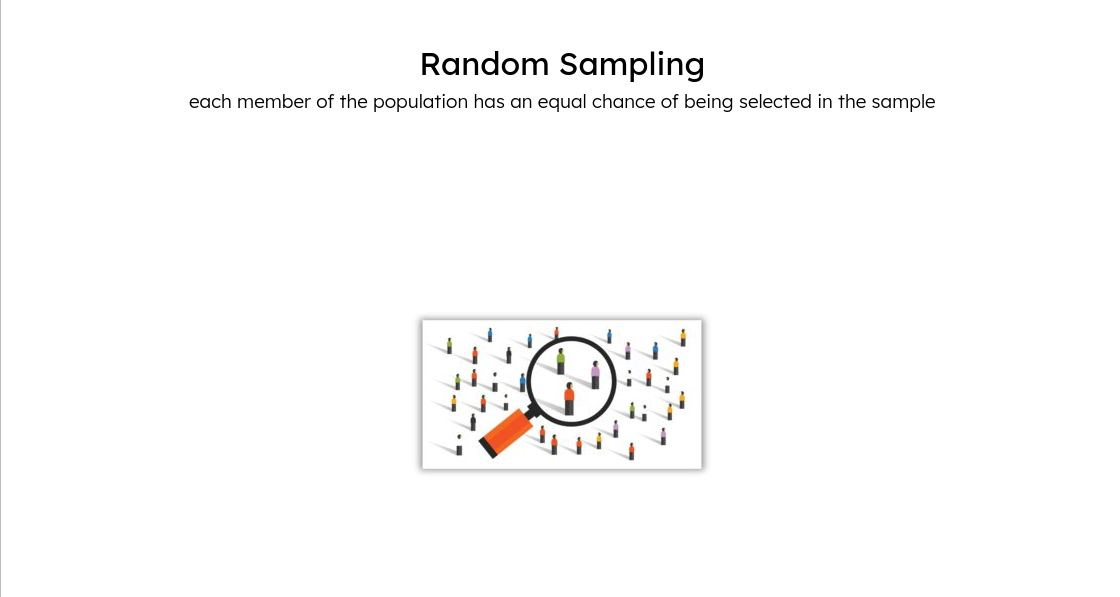 Random Sampling
each member of the population has an equal chance of being selected in the sample